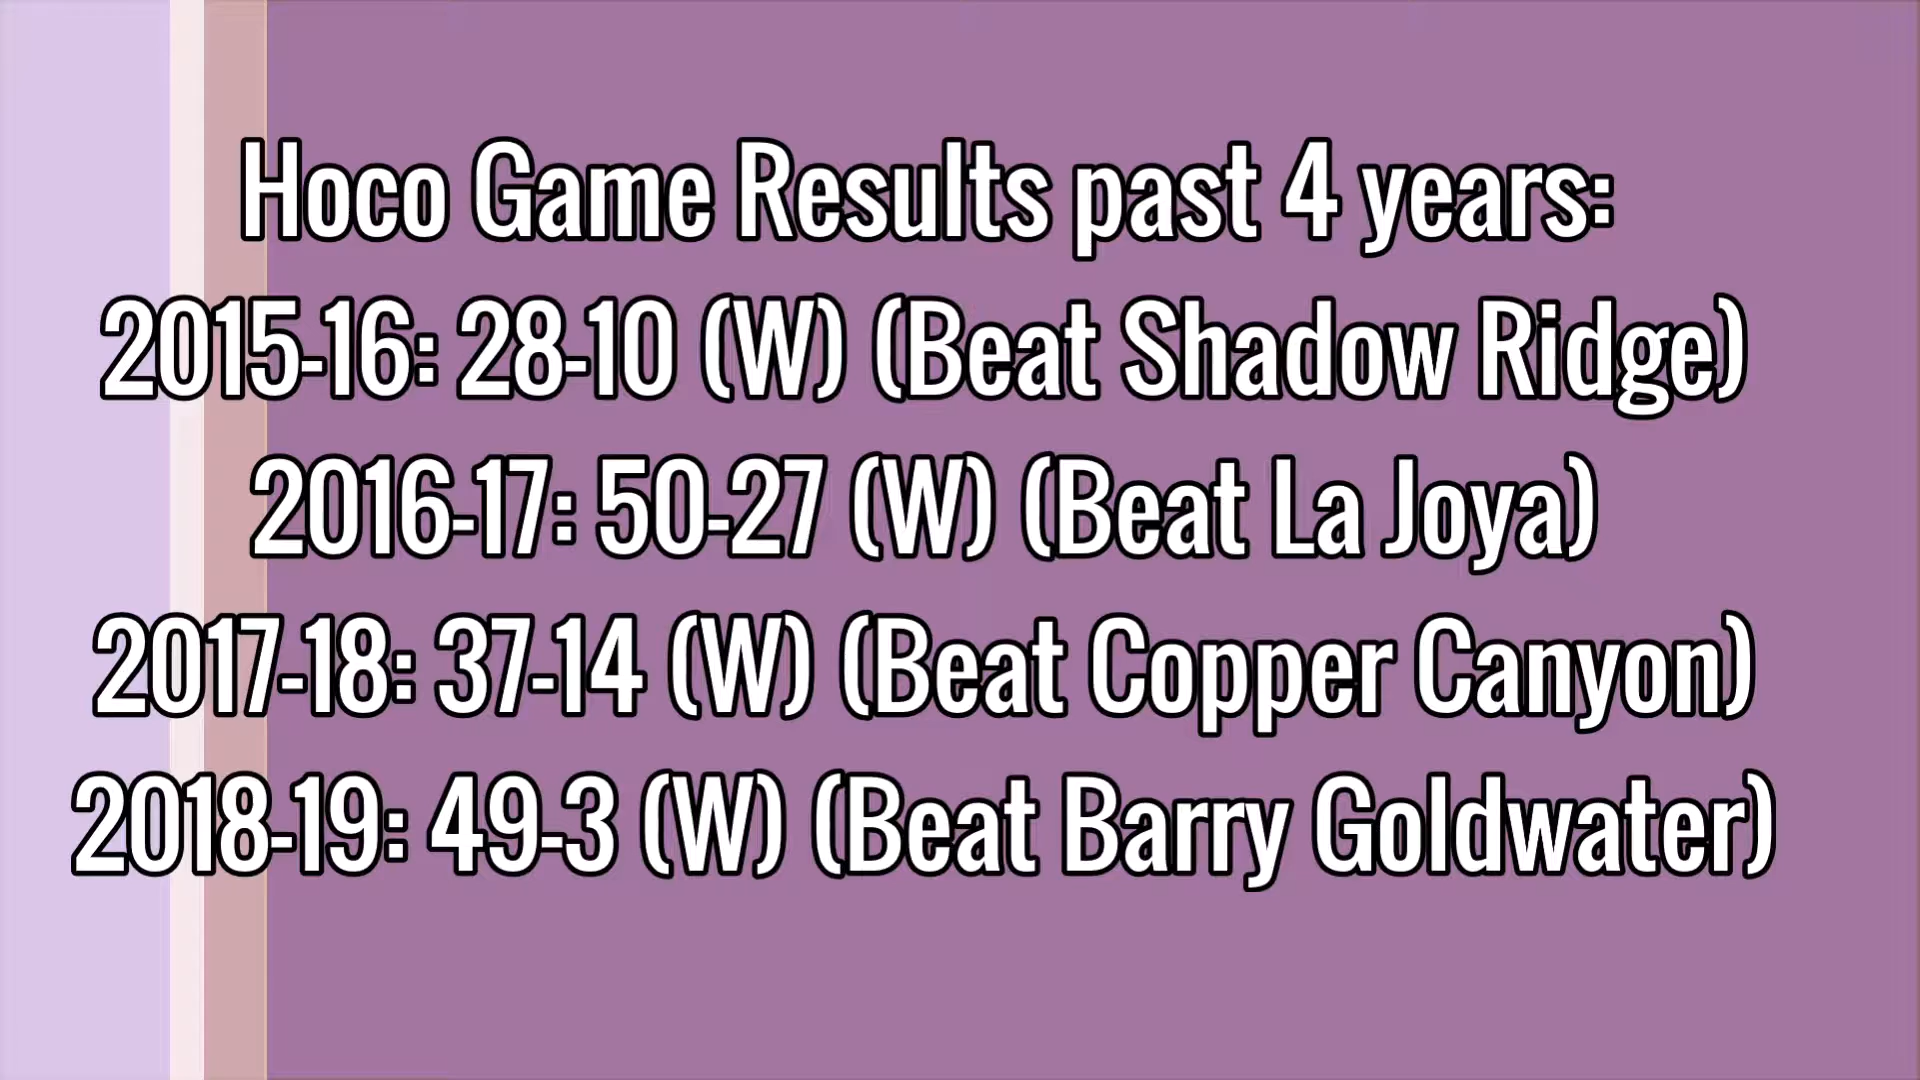 Hoco Game Results past 4 years:
2015-16: 28-10 (W) (Beat Shadow Ridge)
2016-17: 50-27 (W) (Beat La Joya)
2017-18: 37-14 (W) (Beat Copper Canyon)
2018-19: 49-3 (W) (Beat Barry Goldwater)